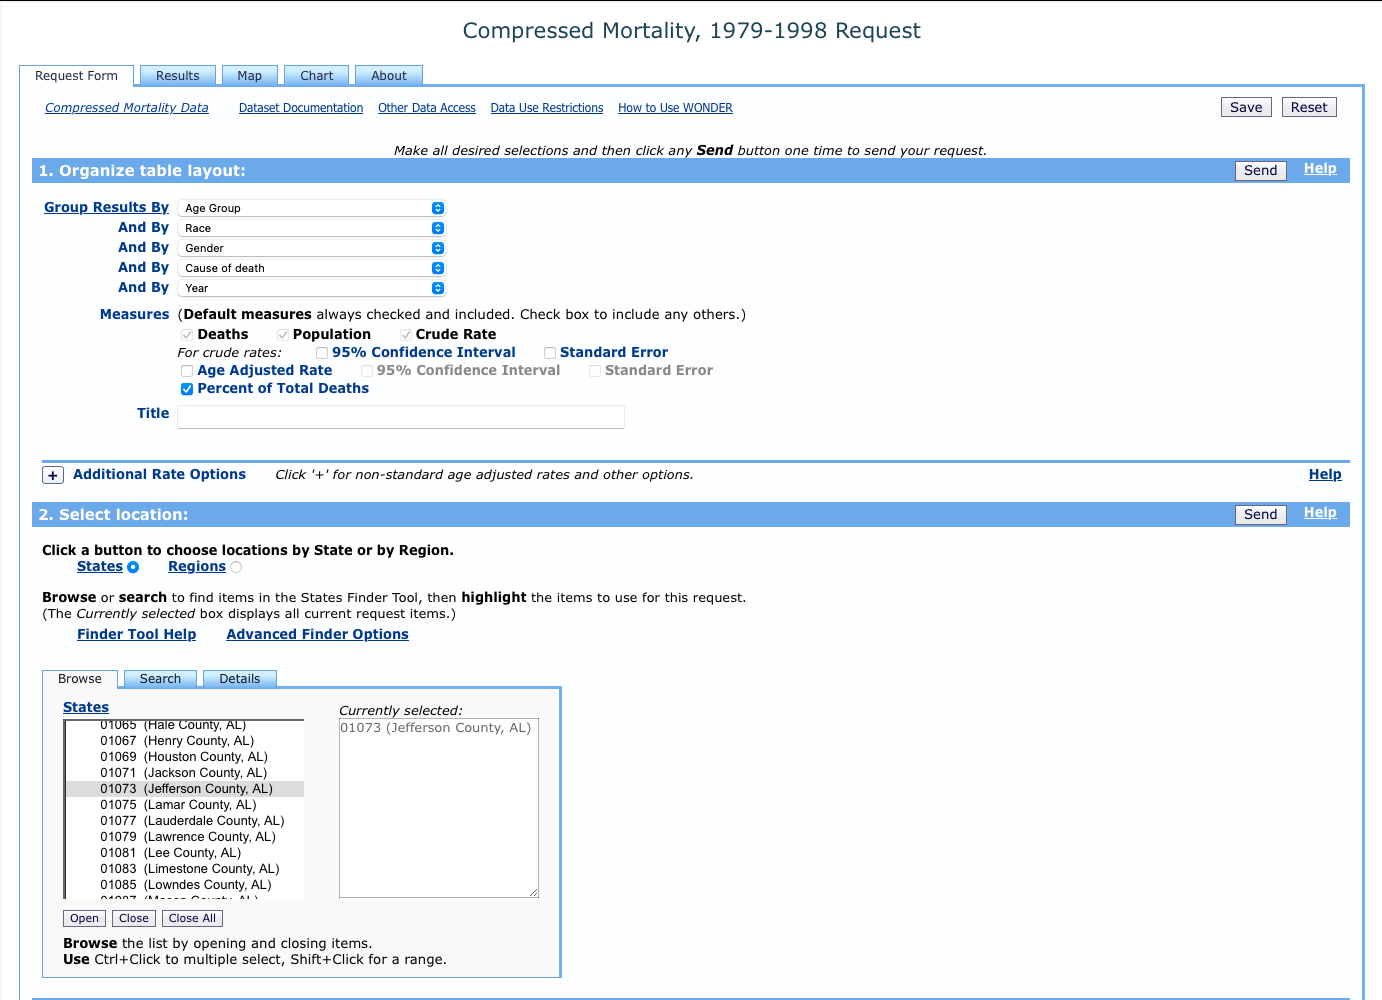 Compressed Mortality, 1979-1998 Request
Request Form Results Map Chart About
Compressed Mortality Data Dataset Documentation Other Data Access Data Use Restrictions How to Use WONDER Save Reset
Make all desired selections and then click any Send button one time to send your request.
1. Organize table layout: Send Help
Group Results By Age Group
And By Race
And By Gender
And By Cause of death
And By Year
Measures (Default measures always checked and included. Check box to include any others.)
Deaths Population Crude Rate
For crude rates: 95% Confidence Interval Standard Error
Age Adjusted Rate 95% Confidence Interval Standard Error
Percent of Total Deaths
Title
+ Additional Rate Options Click '+' for non-standard age adjusted rates and other options. Help
2. Select location: Send Help
Click a button to choose locations by State or by Region.
States Regions
Browse or search to find items in the States Finder Tool, then highlight the items to use for this request.
(The Currently selected box displays all current request items.)
Finder Tool Help Advanced Finder Options
Browse Search Details
States
01065 (Hale County, AL)
01067 (Henry County, AL)
01069 (Houston County, AL)
01071 (Jackson County, AL)
01073 (Jefferson County, AL)
01075 (Lamar County, AL)
01077 (Lauderdale County, AL)
01079 (Lawrence County, AL)
01081 (Lee County, AL)
01083 (Limestone County, AL)
01085 (Lowndes County, AL)
Currently selected:
01073 (Jefferson County, AL)
Open Close Close All
Browse the list by opening and closing items.
Use Ctrl+Click to multiple select, Shift+Click for a range.